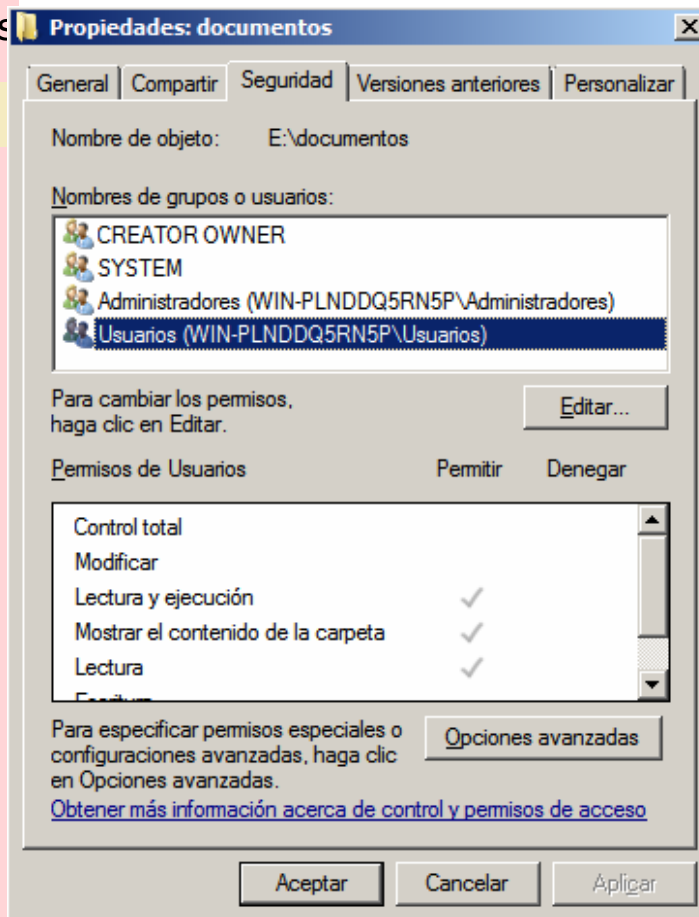 s
Propiedades: documentos
General Compartir Seguridad Versiones anteriores Personalizar
Nombre de objeto: E:\documentos
Nombres de grupos o usuarios:
CREATOR OWNER
SYSTEM
Administradores (WIN-PLNDDQ5RN5P\Administradores)
Usuarios (WIN-PLNDDQ5RN5P\Usuarios)
Para cambiar los permisos,
haga clic en Editar.
Editar...
Permisos de Usuarios Permitir Denegar
Control total
Modificar
Lectura y ejecución
Mostrar el contenido de la carpeta
Lectura
Escritura
Para especificar permisos especiales o
configuraciones avanzadas, haga clic
en Opciones avanzadas.
Opciones avanzadas
Obtener más información acerca de control y permisos de acceso
Aceptar Cancelar Aplicar